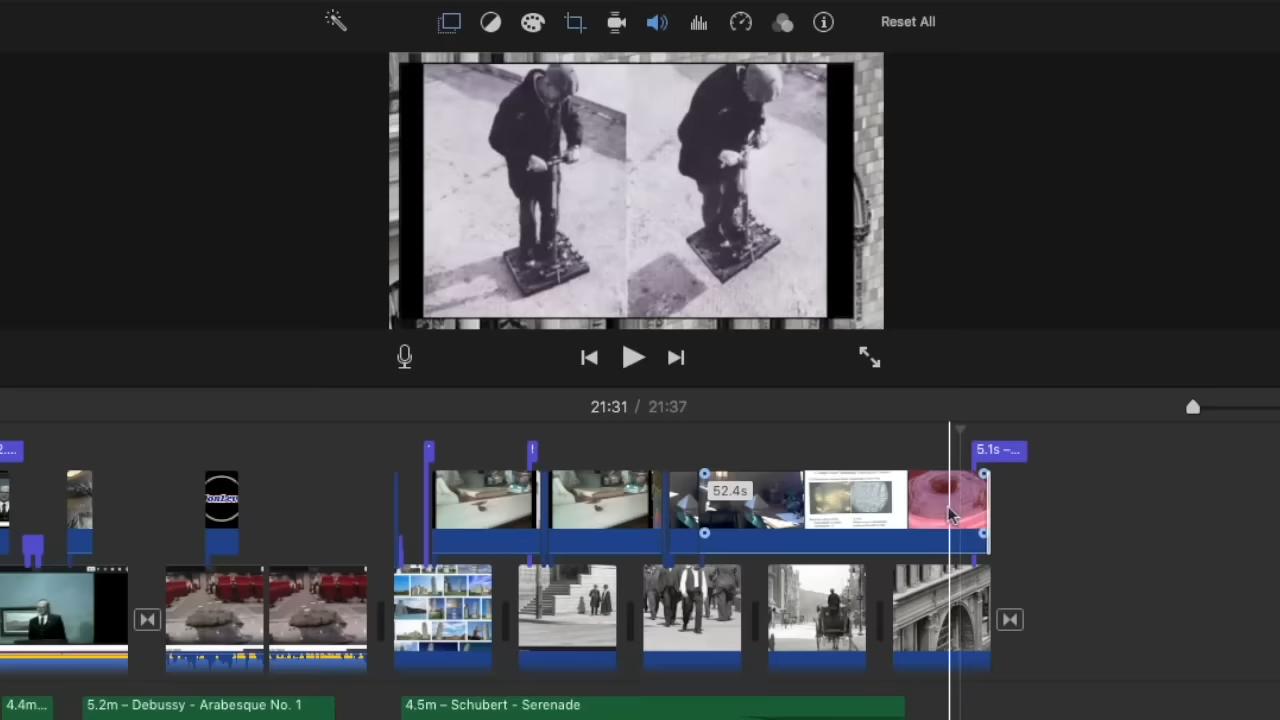 Reset All
21:31 / 21:37
2....
5.1s –...
52.4s
4.4m...
5.2m – Debussy - Arabesque No. 1
4.5m – Schubert - Serenade